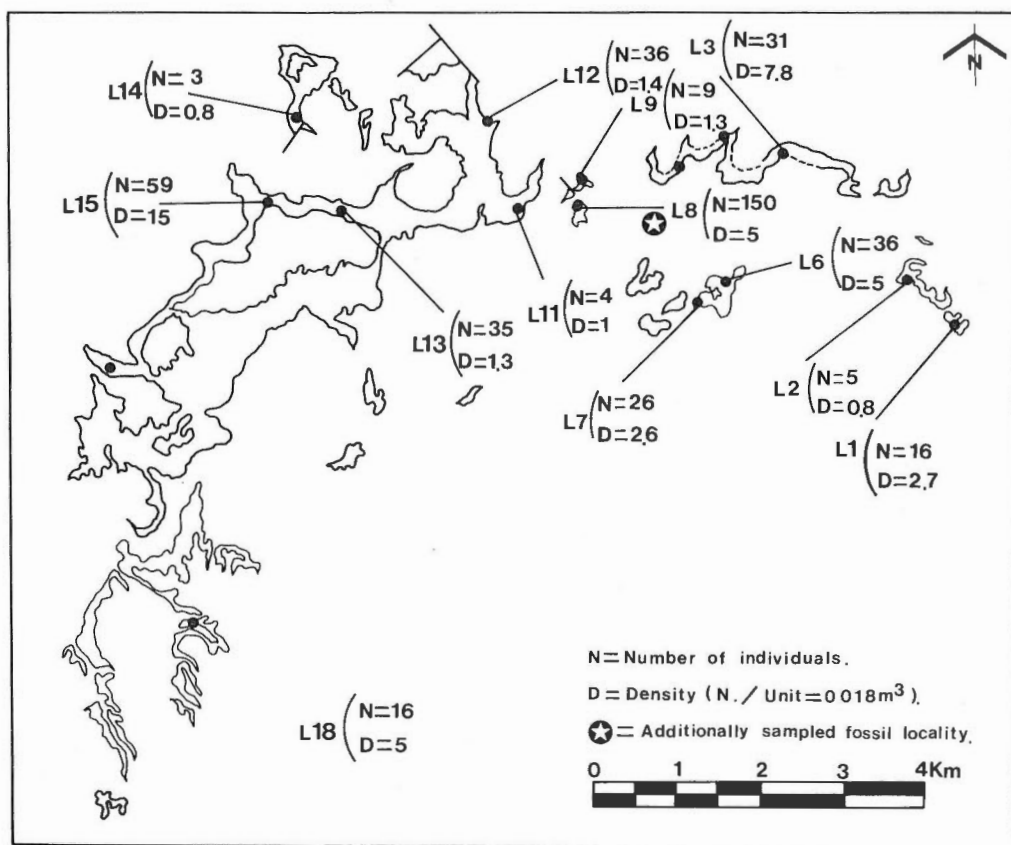 L14 N=3
D=0.8
L12 N=36
D=1.4
L3 N=31
D=7.8
N
L9 N=9
D=1.3
L15 N=59
D=15
L8 N=150
D=5
L6 N=36
D=5
L11 N=4
D=1
L13 N=35
D=1.3
L7 N=26
D=2.6
L2 N=5
D=0.8
L1 N=16
D=2.7
L18 N=16
D=5
N=Number of individuals.
D=Density (N./Unit=0 018m³).
=Additionally sampled fossil locality.
0 1 2 3 4Km